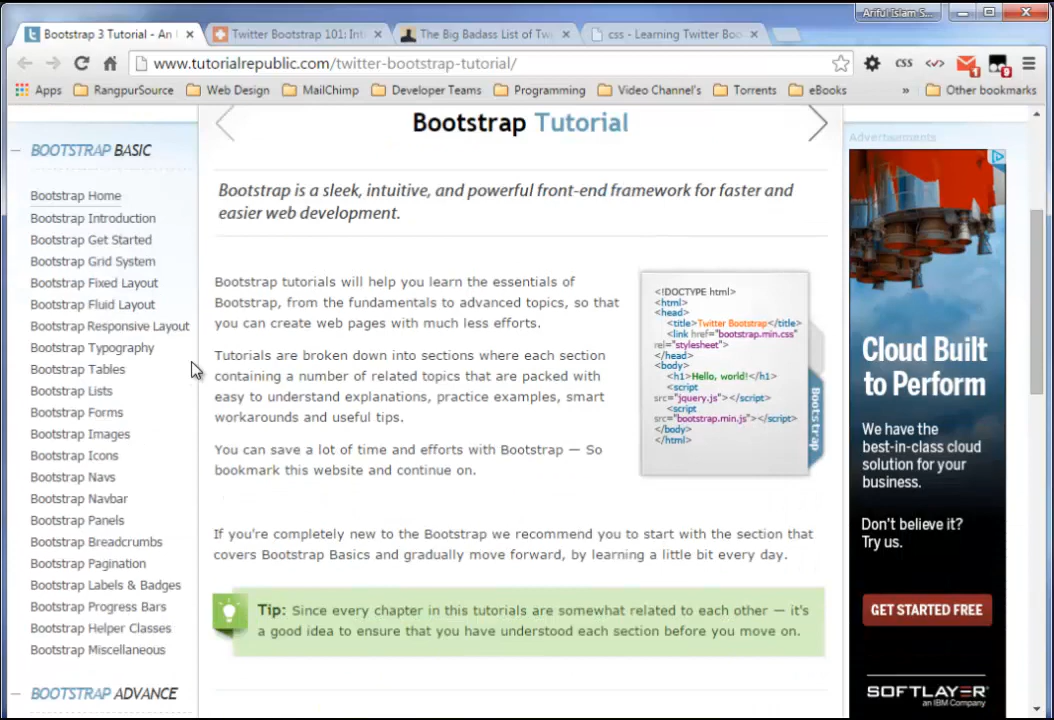 Ariful Islam S...
Bootstrap 3 Tutorial - An
Twitter Bootstrap 101: Int
The Big Badass List of Tw
css - Learning Twitter Boo
www.tutorialrepublic.com/twitter-bootstrap-tutorial/
css
</>
1
0
Apps
RangpurSource
Web Design
MailChimp
Developer Teams
Programming
Video Channel's
Torrents
eBooks
»
Other bookmarks
BOOTSTRAP BASIC
Bootstrap Home
Bootstrap Introduction
Bootstrap Get Started
Bootstrap Grid System
Bootstrap Fixed Layout
Bootstrap Fluid Layout
Bootstrap Responsive Layout
Bootstrap Typography
Bootstrap Tables
Bootstrap Lists
Bootstrap Forms
Bootstrap Images
Bootstrap Icons
Bootstrap Navs
Bootstrap Navbar
Bootstrap Panels
Bootstrap Breadcrumbs
Bootstrap Pagination
Bootstrap Labels & Badges
Bootstrap Progress Bars
Bootstrap Helper Classes
Bootstrap Miscellaneous
BOOTSTRAP ADVANCE
Bootstrap Tutorial
Bootstrap is a sleek, intuitive, and powerful front-end framework for faster and
easier web development.
Bootstrap tutorials will help you learn the essentials of
Bootstrap, from the fundamentals to advanced topics, so that
you can create web pages with much less efforts.
Tutorials are broken down into sections where each section
containing a number of related topics that are packed with
easy to understand explanations, practice examples, smart
workarounds and useful tips.
You can save a lot of time and efforts with Bootstrap — So
bookmark this website and continue on.
<!DOCTYPE html>
<html>
<head>
<title>Twitter Bootstrap</title>
<link href="bootstrap.min.css"
rel="stylesheet">
</head>
<body>
<h1>Hello, world!</h1>
<script
src="jquery.js"></script>
<script
src="bootstrap.min.js"></script>
</body>
</html>
Bootstrap
If you're completely new to the Bootstrap we recommend you to start with the section that
covers Bootstrap Basics and gradually move forward, by learning a little bit every day.
Tip: Since every chapter in this tutorials are somewhat related to each other — it's
a good idea to ensure that you have understood each section before you move on.
Advertisements
Cloud Built
to Perform
We have the
best-in-class cloud
solution for your
business.
Don't believe it?
Try us.
GET STARTED FREE
SOFTLAYER
an IBM Company